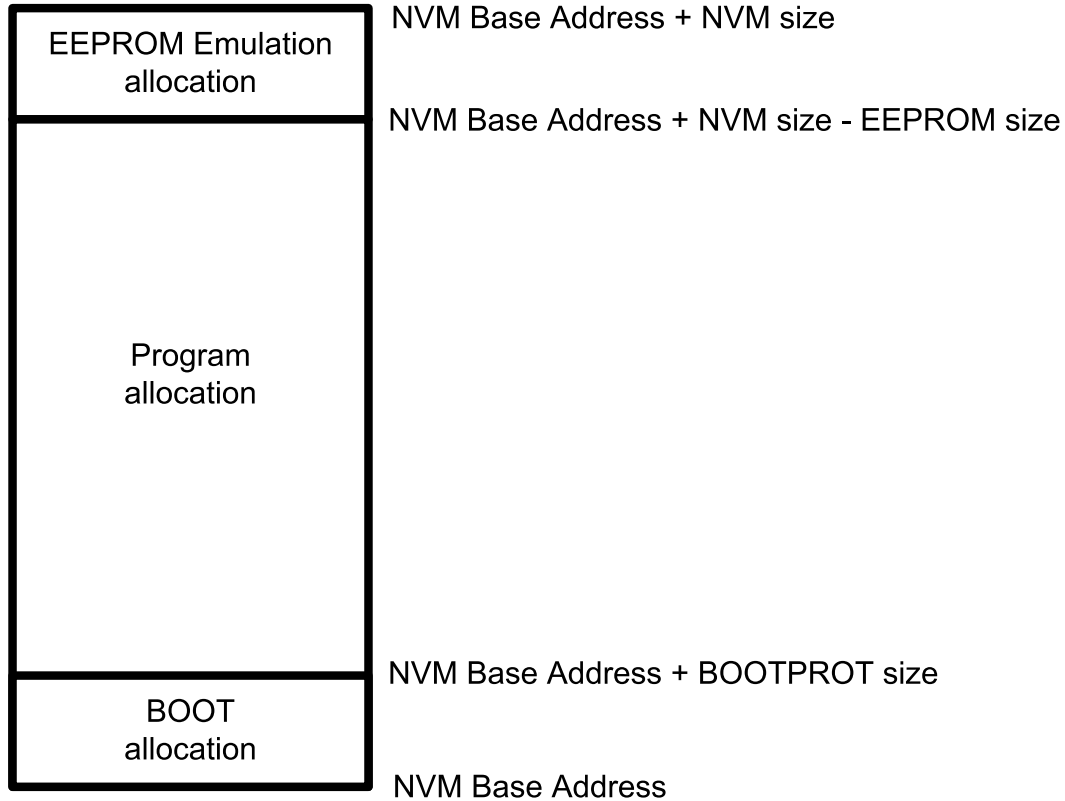 NVM Base Address + NVM size
EEPROM Emulation
allocation
NVM Base Address + NVM size - EEPROM size
Program
allocation
NVM Base Address + BOOTPROT size
BOOT
allocation
NVM Base Address